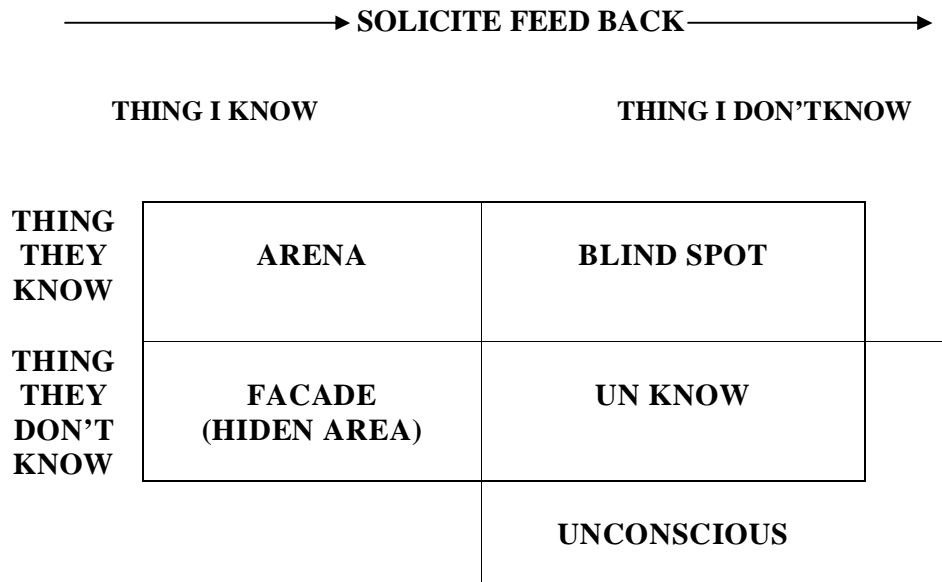 SOLICITE FEED BACK
THING I KNOW
THING I DON'TKNOW
THING
THEY
KNOW
ARENA
BLIND SPOT
THING
THEY
DON'T
KNOW
FACADE
(HIDEN AREA)
UN KNOW
UNCONSCIOUS